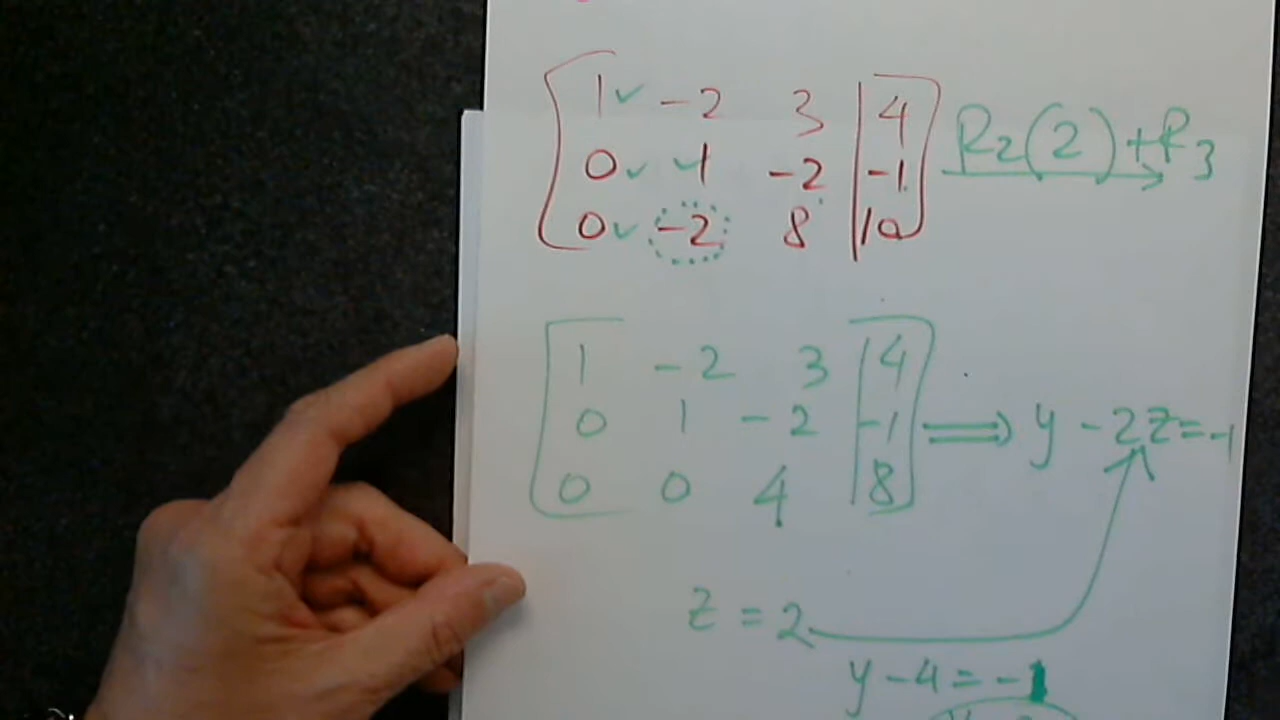 1 ✓ -2 3 | 4
0 ✓ 1 -2 | -1 R2(2)+R3
0 ✓ -2 8 | 10
1 -2 3 | 4
0 1 -2 | -1 ⟹ y - 2z = -1
0 0 4 | 8
z = 2
y - 4 = -1